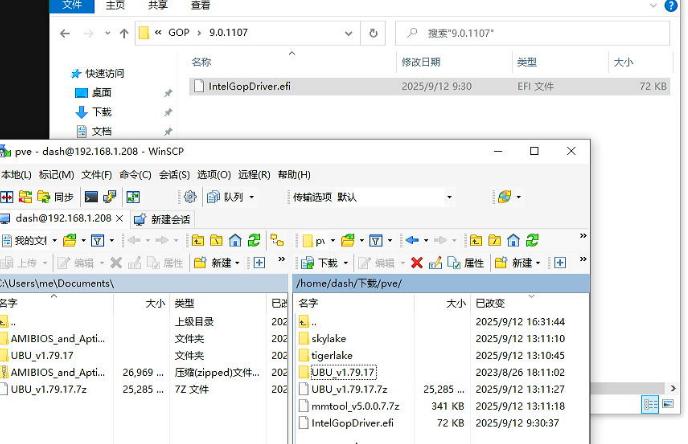 文件 主页 共享 查看
« GOP > 9.0.1107
搜索"9.0.1107"
快速访问
桌面
下载
文档
名称 修改日期 类型 大小
IntelGopDriver.efi 2025/9/12 9:30 EFI 文件 72 KB
pve - dash@192.168.1.208 - WinSCP
本地(L) 标记(M) 文件(F) 命令(C) 会话(S) 选项(O) 远程(R) 帮助(H)
同步 队列 传输选项 默认
dash@192.168.1.208 × 新建会话
我的文 pv
上传 编辑 属性 新建 下载 编辑 属性 新建
C:\Users\me\Documents\ /home/dash/下载/pve/
名字 大小 类型 已改 名字 大小 已改变
.. 上级目录 202 .. 2025/9/12 16:31:44
AMIBIOS_and_Apti... 文件夹 202 skylake 2025/9/12 13:11:02
UBU_v1.79.17 文件夹 202 tigerlake 2025/9/12 13:10:45
AMIBIOS_and_Apti... 26,969 ... 压缩(zipped)文件... 202 UBU_v1.79.17 2023/8/26 18:11:02
UBU_v1.79.17.7z 25,285 ... 7Z 文件 202 UBU_v1.79.17.7z 25,285... 2025/9/12 13:11:27
mmtool_v5.0.0.7.7z 341 KB 2025/9/12 13:11:18
IntelGopDriver.efi 72 KB 2025/9/12 9:30:37